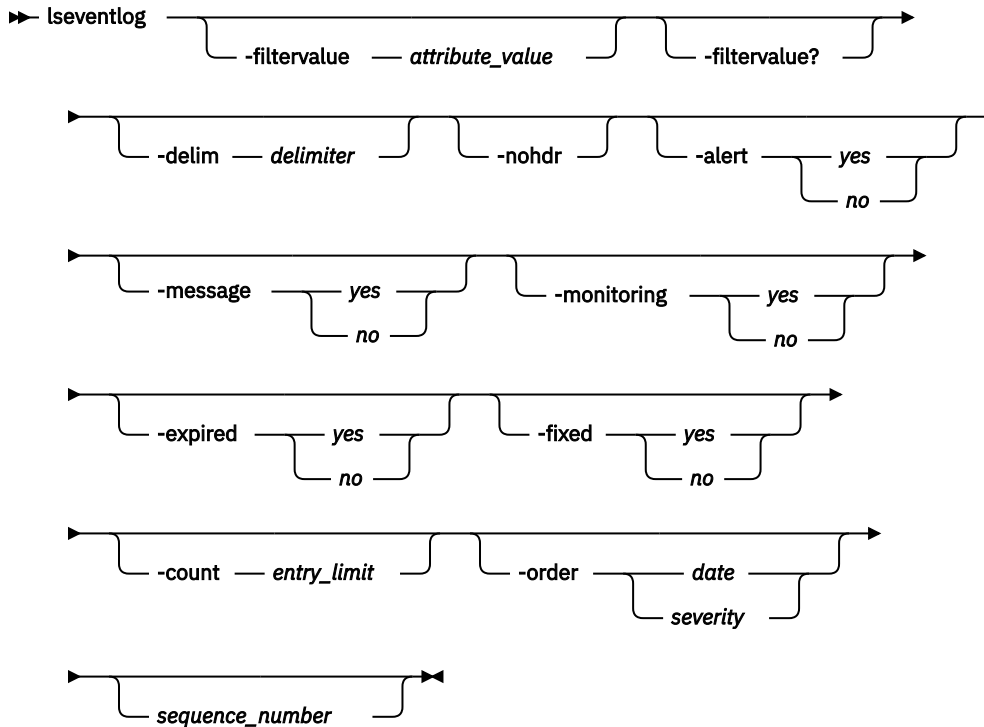 lseventlog
-filtervalue attribute_value -filtervalue?
-delim delimiter -nohdr -alert yes
no
-message yes -monitoring yes
no no
-expired yes -fixed yes
no no
-count entry_limit -order date
severity
sequence_number